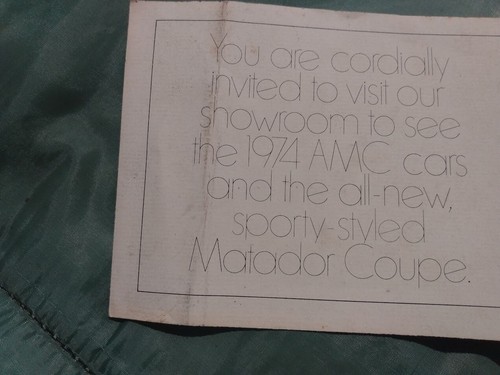 You are cordially
invited to visit our
showroom to see
the 1974 AMC cars
and the all-new,
sporty-styled
Matador Coupe.